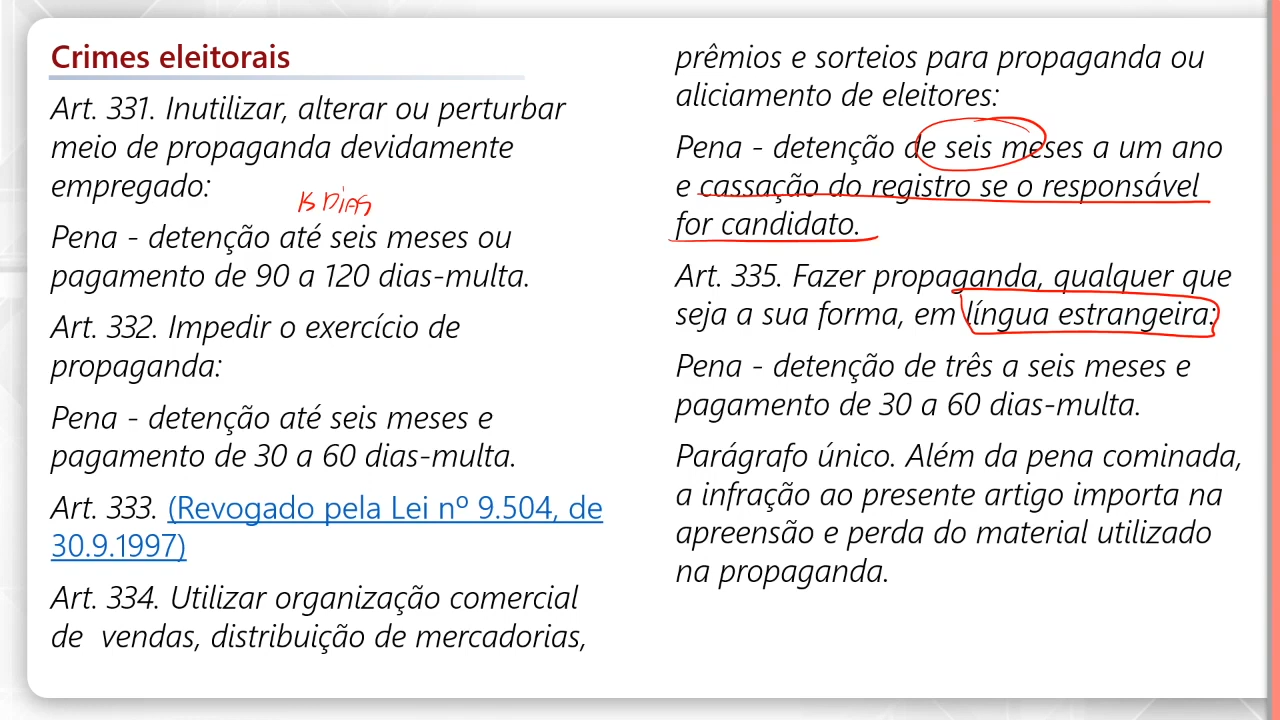 Crimes eleitorais
Art. 331. Inutilizar, alterar ou perturbar
meio de propaganda devidamente
empregado:
15 DIAS
Pena - detenção até seis meses ou
pagamento de 90 a 120 dias-multa.
Art. 332. Impedir o exercício de
propaganda:
Pena - detenção até seis meses e
pagamento de 30 a 60 dias-multa.
Art. 333. (Revogado pela Lei nº 9.504, de
30.9.1997)
Art. 334. Utilizar organização comercial
de vendas, distribuição de mercadorias,
prêmios e sorteios para propaganda ou
aliciamento de eleitores:
Pena - detenção de seis meses a um ano
e cassação do registro se o responsável
for candidato.
Art. 335. Fazer propaganda, qualquer que
seja a sua forma, em língua estrangeira:
Pena - detenção de três a seis meses e
pagamento de 30 a 60 dias-multa.
Parágrafo único. Além da pena cominada,
a infração ao presente artigo importa na
apreensão e perda do material utilizado
na propaganda.